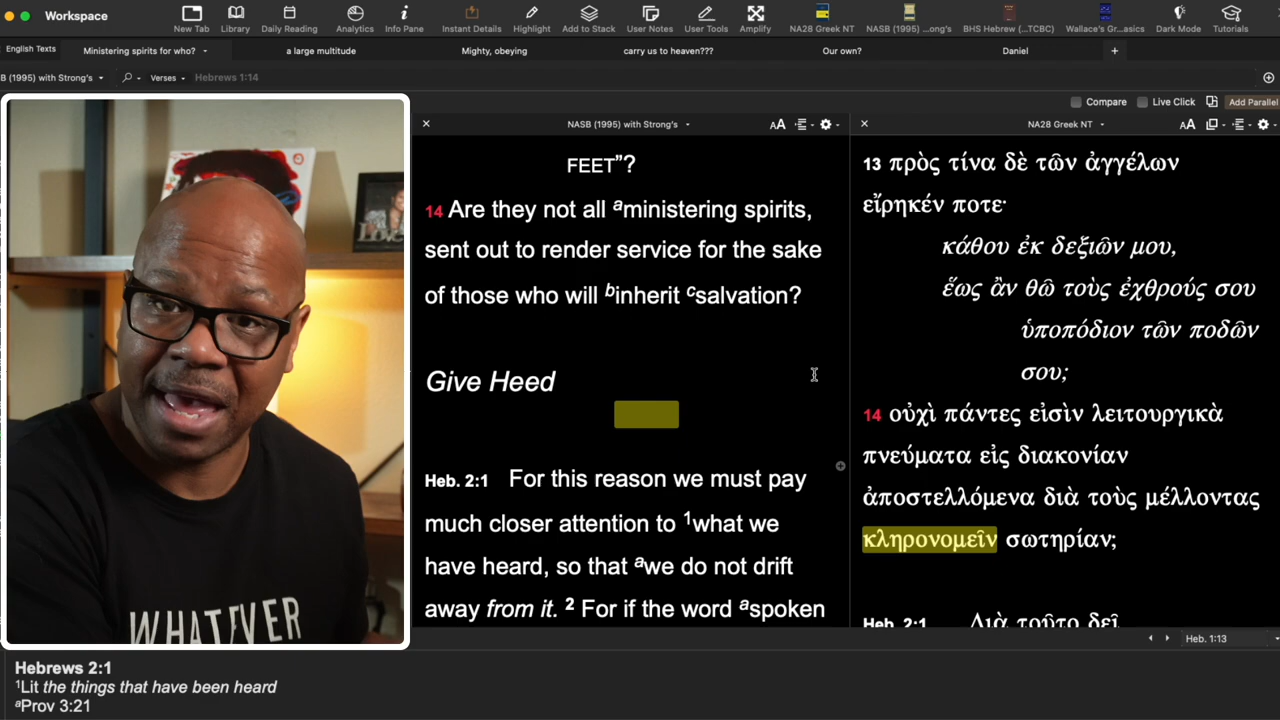 Workspace
New Tab
Library
Daily Reading
Analytics
Info Pane
Instant Details
Highlight
Add to Stack
User Notes
User Tools
Amplify
NA28 Greek NT
NASB (1995) ...ong's
BHS Hebrew (...TCBC)
Wallace's Gr...asics
Dark Mode
Tutorials
English Texts
Ministering spirits for who?
a large multitude
Mighty, obeying
carry us to heaven???
Our own?
Daniel
+
B (1995) with Strong's
Verses
Hebrews 1:14
Compare
Live Click
Add Parallel
NASB (1995) with Strong's
AA
FEET”?
14 Are they not all aministering spirits,
sent out to render service for the sake
of those who will binherit csalvation?
Give Heed
Heb. 2:1 For this reason we must pay
much closer attention to 1what we
have heard, so that awe do not drift
away from it. 2 For if the word aspoken
NA28 Greek NT
AA
13 πρὸς τίνα δὲ τῶν ἀγγέλων
εἴρηκέν ποτε·
κάθου ἐκ δεξιῶν μου,
ἕως ἂν θῶ τοὺς ἐχθρούς σου
ὑποπόδιον τῶν ποδῶν
σου;
14 οὐχὶ πάντες εἰσὶν λειτουργικὰ
πνεύματα εἰς διακονίαν
ἀποστελλόμενα διὰ τοὺς μέλλοντας
κληρονομεῖν σωτηρίαν;
Heb. 2:1 Διὰ τοῦτο δεῖ
Heb. 1:13
WHATEVER
Hebrews 2:1
1Lit the things that have been heard
aProv 3:21